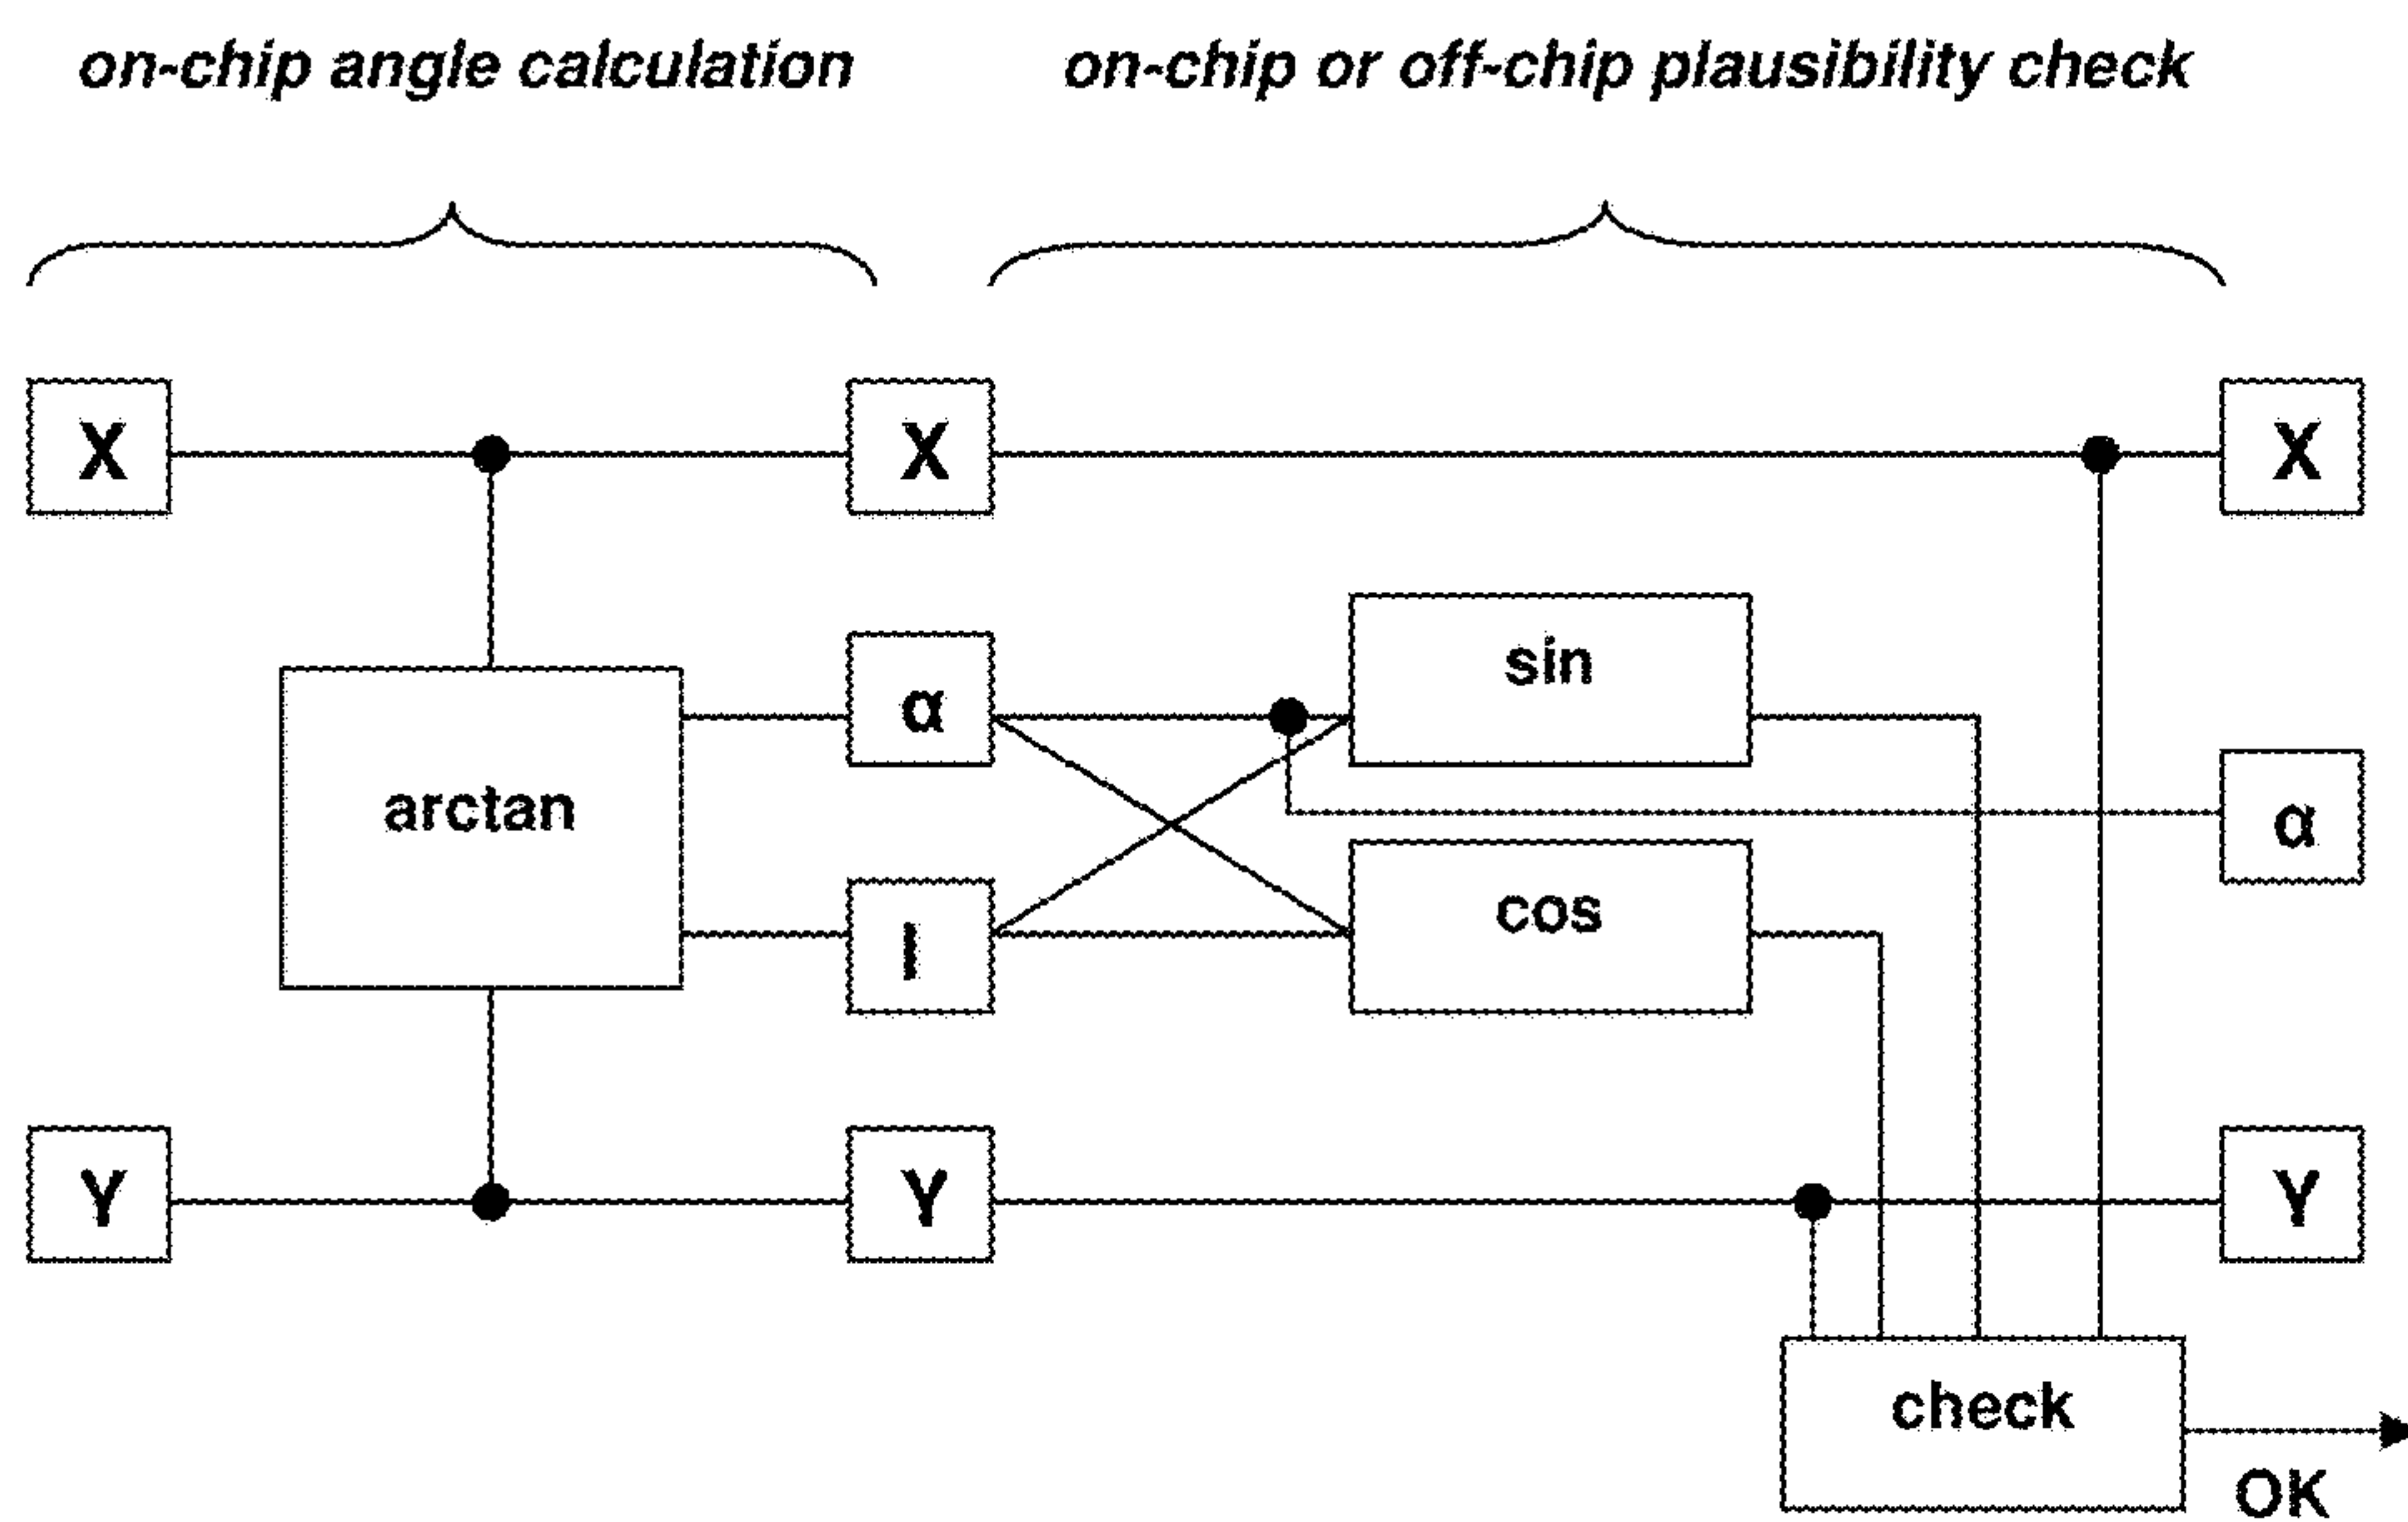 on-chip angle calculation
on-chip or off-chip plausibility check
X
X
X
sin
α
arctan
α
cos
I
Y
Y
Y
check
OK